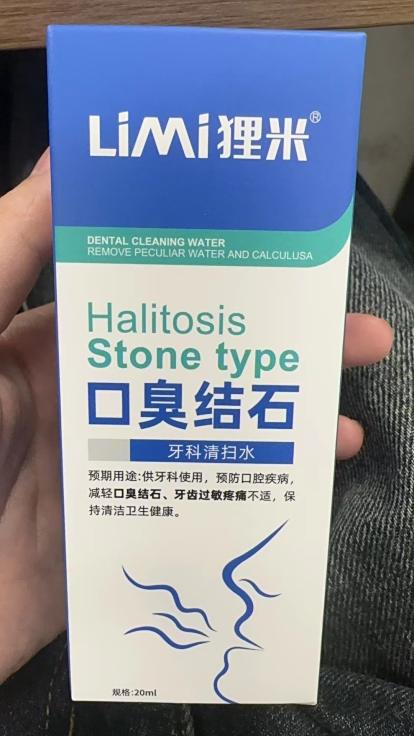 LiMi狸米®
DENTAL CLEANING WATER
REMOVE PECULIAR WATER AND CALCULUSA
Halitosis
Stone type
口臭结石
牙科清扫水
预期用途:供牙科使用，预防口腔疾病，
减轻口臭结石、牙齿过敏疼痛不适，保
持清洁卫生健康。
规格:20ml